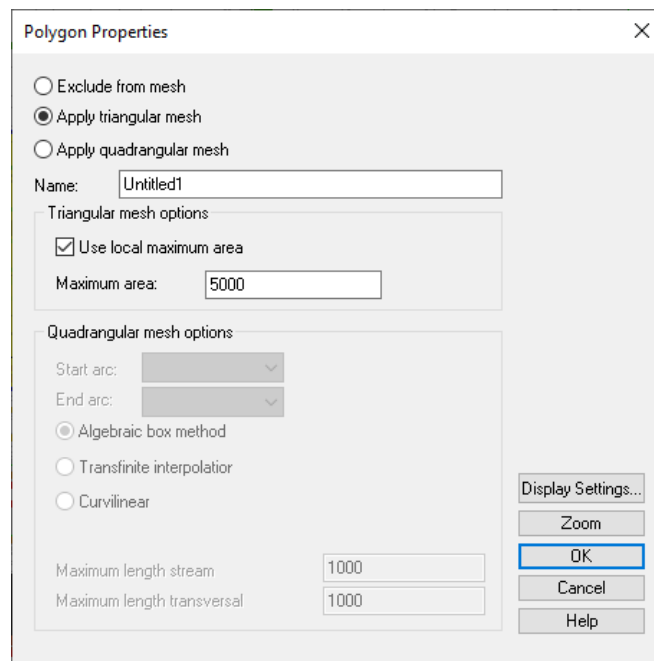 Polygon Properties
Exclude from mesh
Apply triangular mesh
Apply quadrangular mesh
Name: Untitled1
Triangular mesh options
Use local maximum area
Maximum area: 5000
Quadrangular mesh options
Start arc:
End arc:
Algebraic box method
Transfinite interpolatior
Curvilinear
Display Settings...
Zoom
Maximum length stream 1000
OK
Maximum length transversal 1000
Cancel
Help